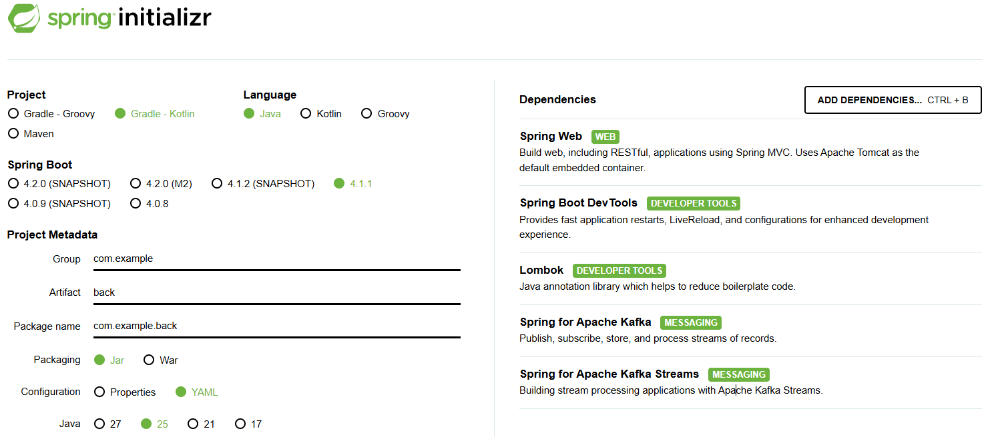 spring initializr
Project
Gradle - Groovy Gradle - Kotlin
Maven
Language
Java Kotlin Groovy
Spring Boot
4.2.0 (SNAPSHOT) 4.2.0 (M2) 4.1.2 (SNAPSHOT) 4.1.1
4.0.9 (SNAPSHOT) 4.0.8
Project Metadata
Group com.example
Artifact back
Package name com.example.back
Packaging Jar War
Configuration Properties YAML
Java 27 25 21 17
Dependencies
ADD DEPENDENCIES... CTRL + B
Spring Web WEB
Build web, including RESTful, applications using Spring MVC. Uses Apache Tomcat as the
default embedded container.
Spring Boot DevTools DEVELOPER TOOLS
Provides fast application restarts, LiveReload, and configurations for enhanced development
experience.
Lombok DEVELOPER TOOLS
Java annotation library which helps to reduce boilerplate code.
Spring for Apache Kafka MESSAGING
Publish, subscribe, store, and process streams of records.
Spring for Apache Kafka Streams MESSAGING
Building stream processing applications with Apache Kafka Streams.